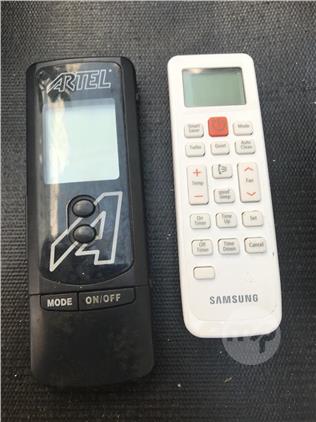 ARTEL
A
MODE ON/OFF
Smart Saver
Mode
Turbo
Quiet
Auto Clean
+
Temp
-
good'sleep
Fan
On Timer
Time Up
Set
Off Timer
Time Down
Cancel
SAMSUNG